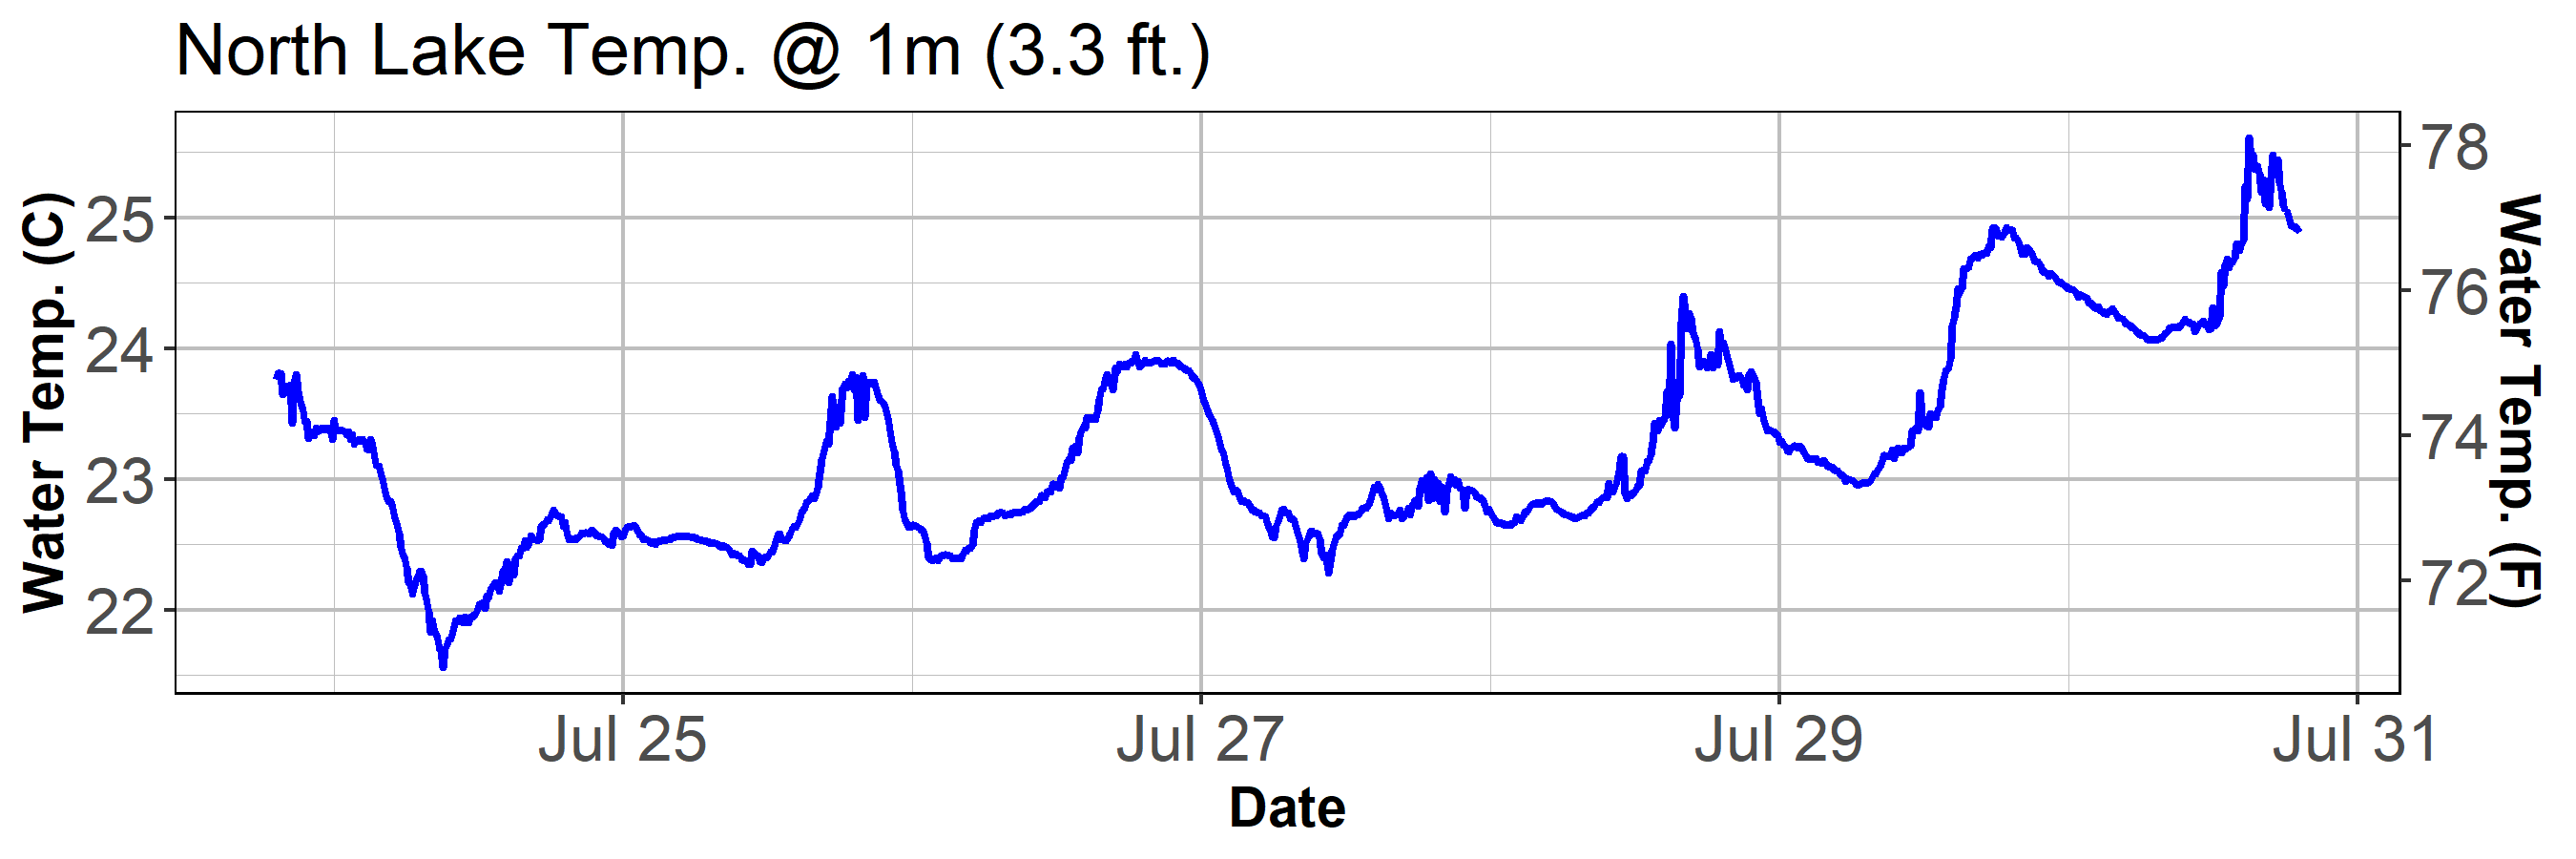 North Lake Temp. @ 1m (3.3 ft.)
Water Temp. (C)
25
24
23
22
78
76
74
72
Water Temp. (F)
Jul 25
Jul 27
Jul 29
Jul 31
Date